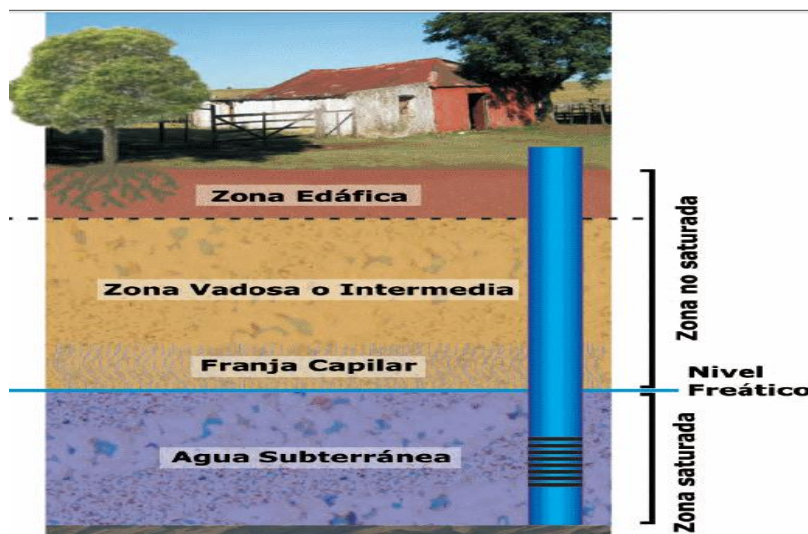 Zona Edáfica
Zona Vadosa o Intermedia
Franja Capilar
Agua Subterránea
Zona no saturada
Nivel
Freático
Zona saturada